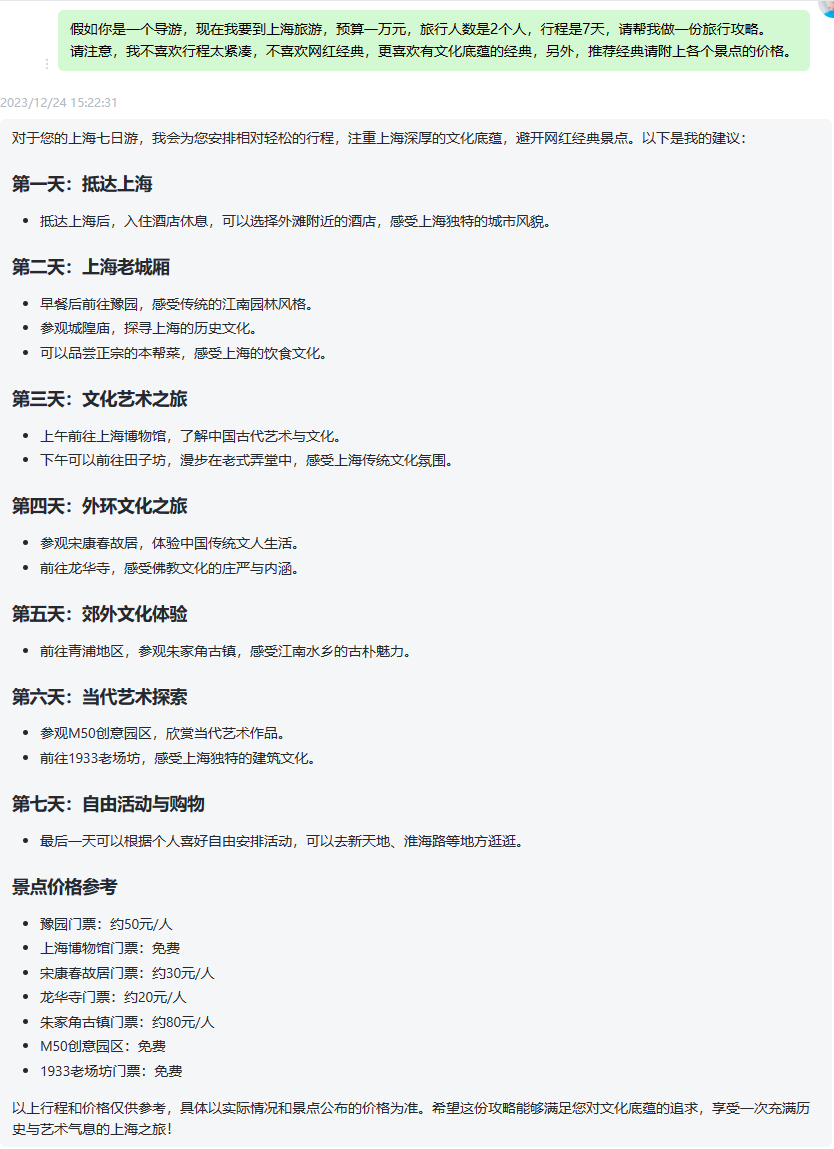 假如你是一个导游，现在我要到上海旅游，预算一万元，旅行人数是2个人，行程是7天，请帮我做一份旅行攻略。
请注意，我不喜欢行程太紧凑，不喜欢网红经典，更喜欢有文化底蕴的经典，另外，推荐经典请附上各个景点的价格。
2023/12/24 15:22:31
对于您的上海七日游，我会为您安排相对轻松的行程，注重上海深厚的文化底蕴，避开网红经典景点。以下是我的建议：
第一天：抵达上海
• 抵达上海后，入住酒店休息，可以选择外滩附近的酒店，感受上海独特的城市风貌。
第二天：上海老城厢
• 早餐后前往豫园，感受传统的江南园林风格。
• 参观城隍庙，探寻上海的历史文化。
• 可以品尝正宗的本帮菜，感受上海的饮食文化。
第三天：文化艺术之旅
• 上午前往上海博物馆，了解中国古代艺术与文化。
• 下午可以前往田子坊，漫步在老式弄堂中，感受上海传统文化氛围。
第四天：外环文化之旅
• 参观宋康春故居，体验中国传统文人生活。
• 前往龙华寺，感受佛教文化的庄严与内涵。
第五天：郊外文化体验
• 前往青浦地区，参观朱家角古镇，感受江南水乡的古朴魅力。
第六天：当代艺术探索
• 参观M50创意园区，欣赏当代艺术作品。
• 前往1933老场坊，感受上海独特的建筑文化。
第七天：自由活动与购物
• 最后一天可以根据个人喜好自由安排活动，可以去新天地、淮海路等地方逛逛。
景点价格参考
• 豫园门票：约50元/人
• 上海博物馆门票：免费
• 宋康春故居门票：约30元/人
• 龙华寺门票：约20元/人
• 朱家角古镇门票：约80元/人
• M50创意园区：免费
• 1933老场坊门票：免费
以上行程和价格仅供参考，具体以实际情况和景点公布的价格为准。希望这份攻略能够满足您对文化底蕴的追求，享受一次充满历
史与艺术气息的上海之旅！